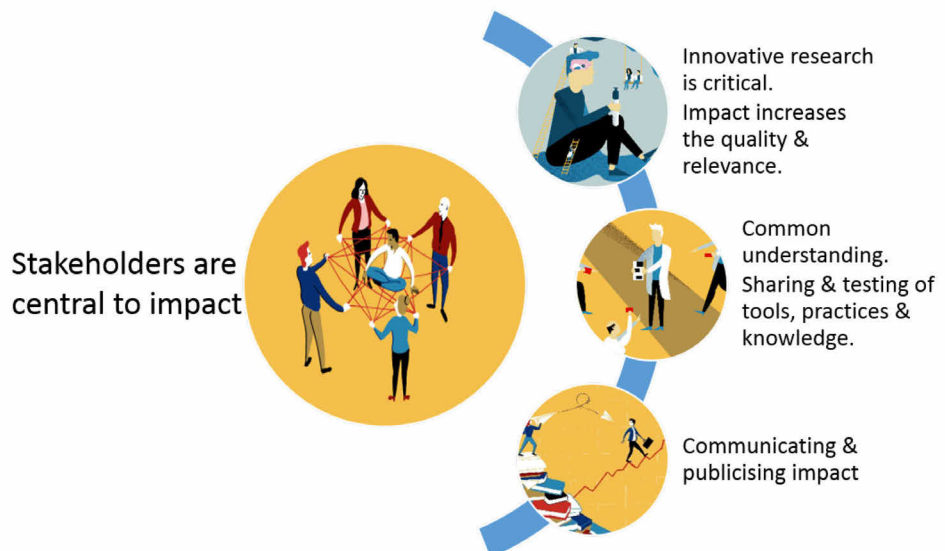 Stakeholders are
central to impact
Innovative research
is critical.
Impact increases
the quality &
relevance.
Common
understanding.
Sharing & testing of
tools, practices &
knowledge.
Communicating &
publicising impact